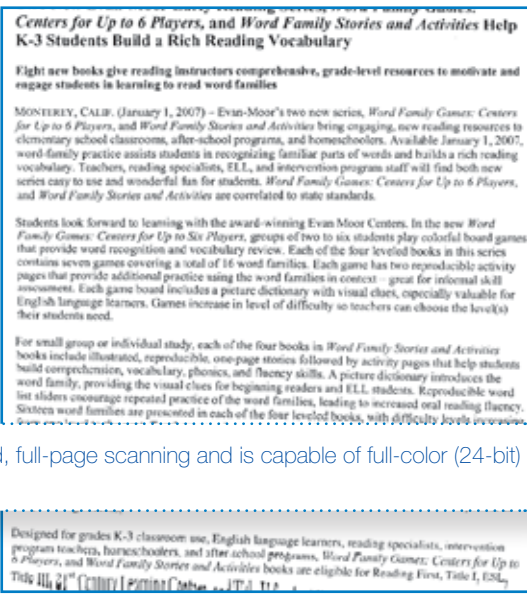 Centers for Up to 6 Players, and Word Family Stories and Activities Help
K-3 Students Build a Rich Reading Vocabulary
Eight new books give reading instructors comprehensive, grade-level resources to motivate and
engage students in learning to read word families
MONTEREY, CALIF. (January 1, 2007) – Evan-Moor's two new series, Word Family Games: Centers
for Up to 6 Players, and Word Family Stories and Activities bring engaging, new reading resources to
elementary school classrooms, after-school programs, and homeschoolers. Available January 1, 2007,
word-family practice assists students in recognizing familiar parts of words and builds a rich reading
vocabulary. Teachers, reading specialists, ELL, and intervention program staff will find both new
series easy to use and wonderful fun for students. Word Family Games: Centers for Up to 6 Players,
and Word Family Stories and Activities are correlated to state standards.
Students look forward to learning with the award-winning Evan Moor Centers. In the new Word
Family Games: Centers for Up to Six Players, groups of two to six students play colorful board games
that provide word recognition and vocabulary review. Each of the four leveled books in this series
contains seven games covering a total of 16 word families. Each game has two reproducible activity
pages that provide additional practice using the word families in context – great for informal skill
assessment. Each game board includes a picture dictionary with visual clues, especially valuable for
English language learners. Games increase in level of difficulty so teachers can choose the level(s)
their students need.
For small group or individual study, each of the four books in Word Family Stories and Activities
books include illustrated, reproducible, one-page stories followed by activity pages that help students
build comprehension, vocabulary, phonics, and fluency skills. A picture dictionary introduces the
word family, providing the visual clues for beginning readers and ELL students. Reproducible word
list sliders encourage repeated practice of the word families, leading to increased oral reading fluency.
Sixteen word families are presented in each of the four leveled books, with difficulty levels increasing
, full-page scanning and is capable of full-color (24-bit)
Designed for grades K-3 classroom use, English language learners, reading specialists, intervention
program teachers, homeschoolers, and after school programs, Word Family Games: Centers for Up to
6 Players, and Word Family Stories and Activities books are eligible for Reading First, Title I, ESL,
Title III, 21st Century Learning